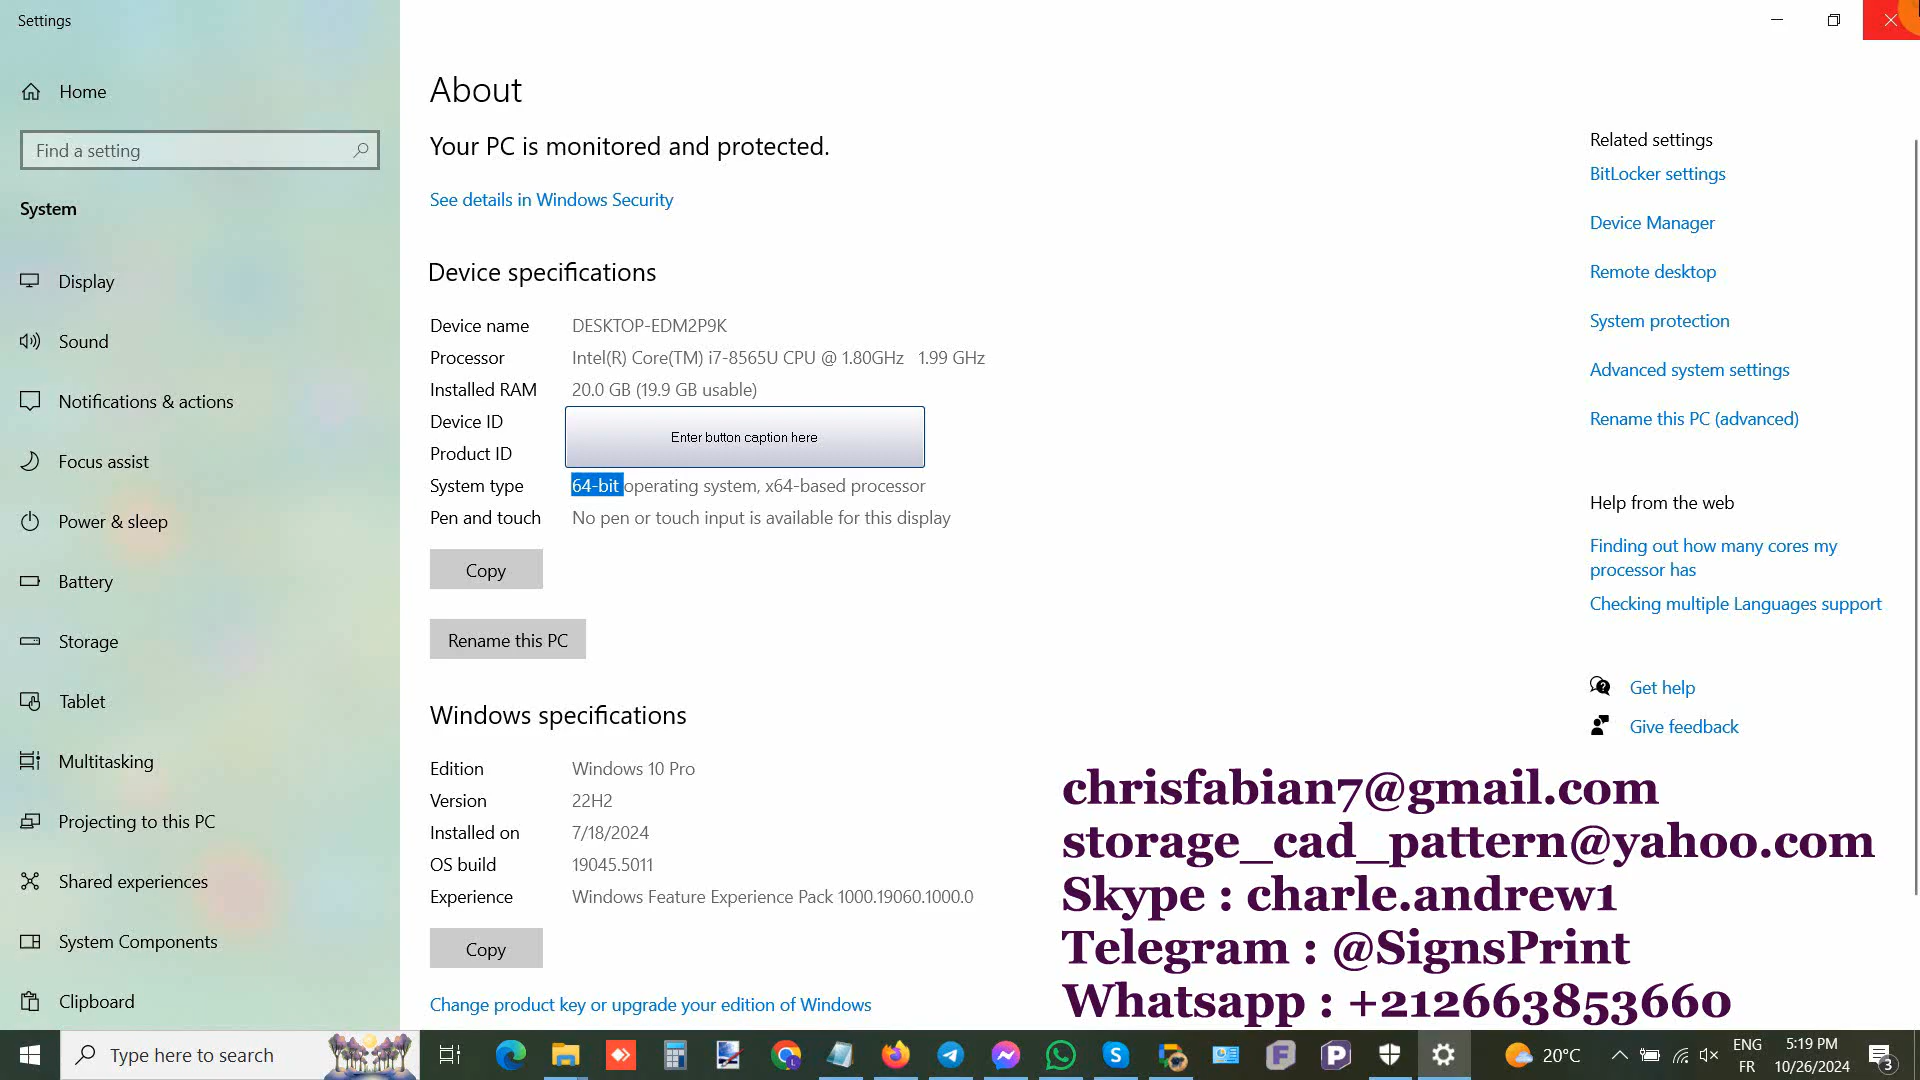 Settings
Home
Find a setting
System
Display
Sound
Notifications & actions
Focus assist
Power & sleep
Battery
Storage
Tablet
Multitasking
Projecting to this PC
Shared experiences
System Components
Clipboard
About
Your PC is monitored and protected.
See details in Windows Security
Device specifications
Device name DESKTOP-EDM2P9K
Processor Intel(R) Core(TM) i7-8565U CPU @ 1.80GHz 1.99 GHz
Installed RAM 20.0 GB (19.9 GB usable)
Device ID
Enter button caption here
Product ID
System type 64-bit operating system, x64-based processor
Pen and touch No pen or touch input is available for this display
Copy
Rename this PC
Windows specifications
Edition Windows 10 Pro
Version 22H2
Installed on 7/18/2024
OS build 19045.5011
Experience Windows Feature Experience Pack 1000.19060.1000.0
Copy
Change product key or upgrade your edition of Windows
Related settings
BitLocker settings
Device Manager
Remote desktop
System protection
Advanced system settings
Rename this PC (advanced)
Help from the web
Finding out how many cores my
processor has
Checking multiple Languages support
Get help
Give feedback
chrisfabian7@gmail.com
storage_cad_pattern@yahoo.com
Skype : charle.andrew1
Telegram : @SignsPrint
Whatsapp : +212663853660
Type here to search
20°C
ENG
FR
5:19 PM
10/26/2024
3